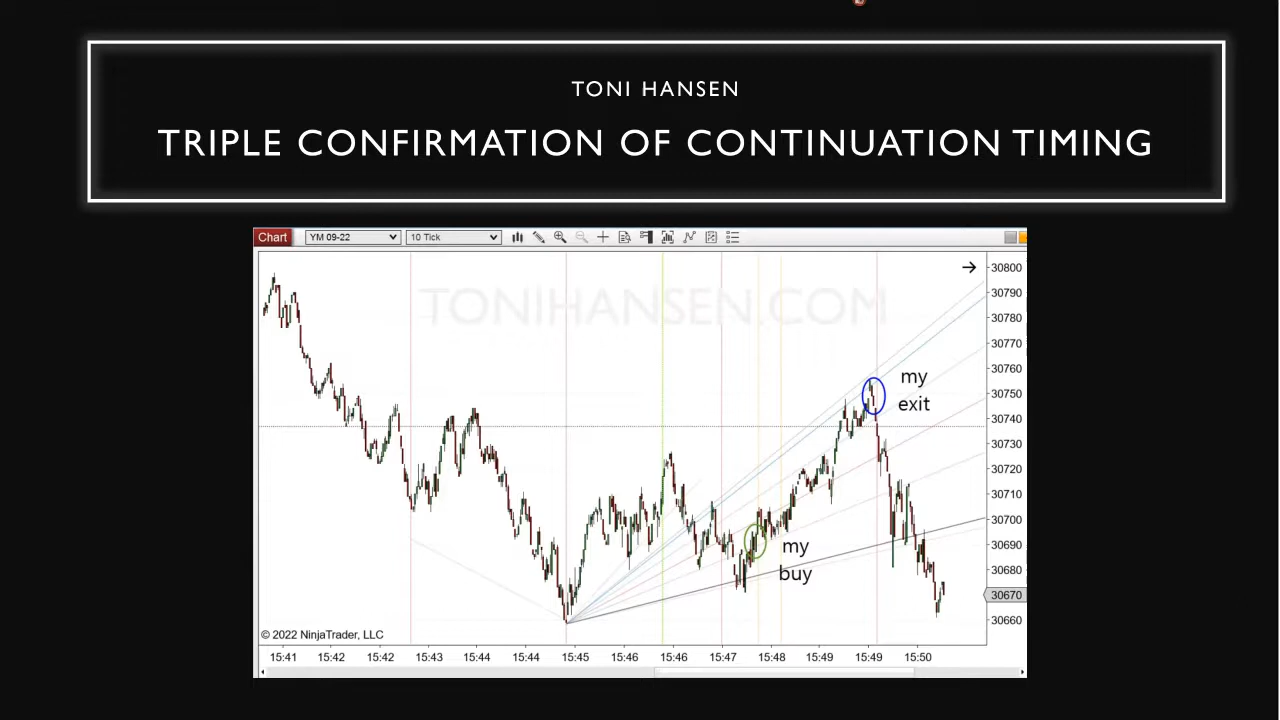 TONI HANSEN
TRIPLE CONFIRMATION OF CONTINUATION TIMING
Chart YM 09-22 10 Tick
TONIHANSEN.COM
30800
30790
30780
30770
30760
30750
30740
30730
30720
30710
30700
30690
30680
30670
30660
my
exit
my
buy
© 2022 NinjaTrader, LLC
15:41 15:42 15:42 15:43 15:44 15:44 15:45 15:46 15:46 15:47 15:48 15:49 15:49 15:50